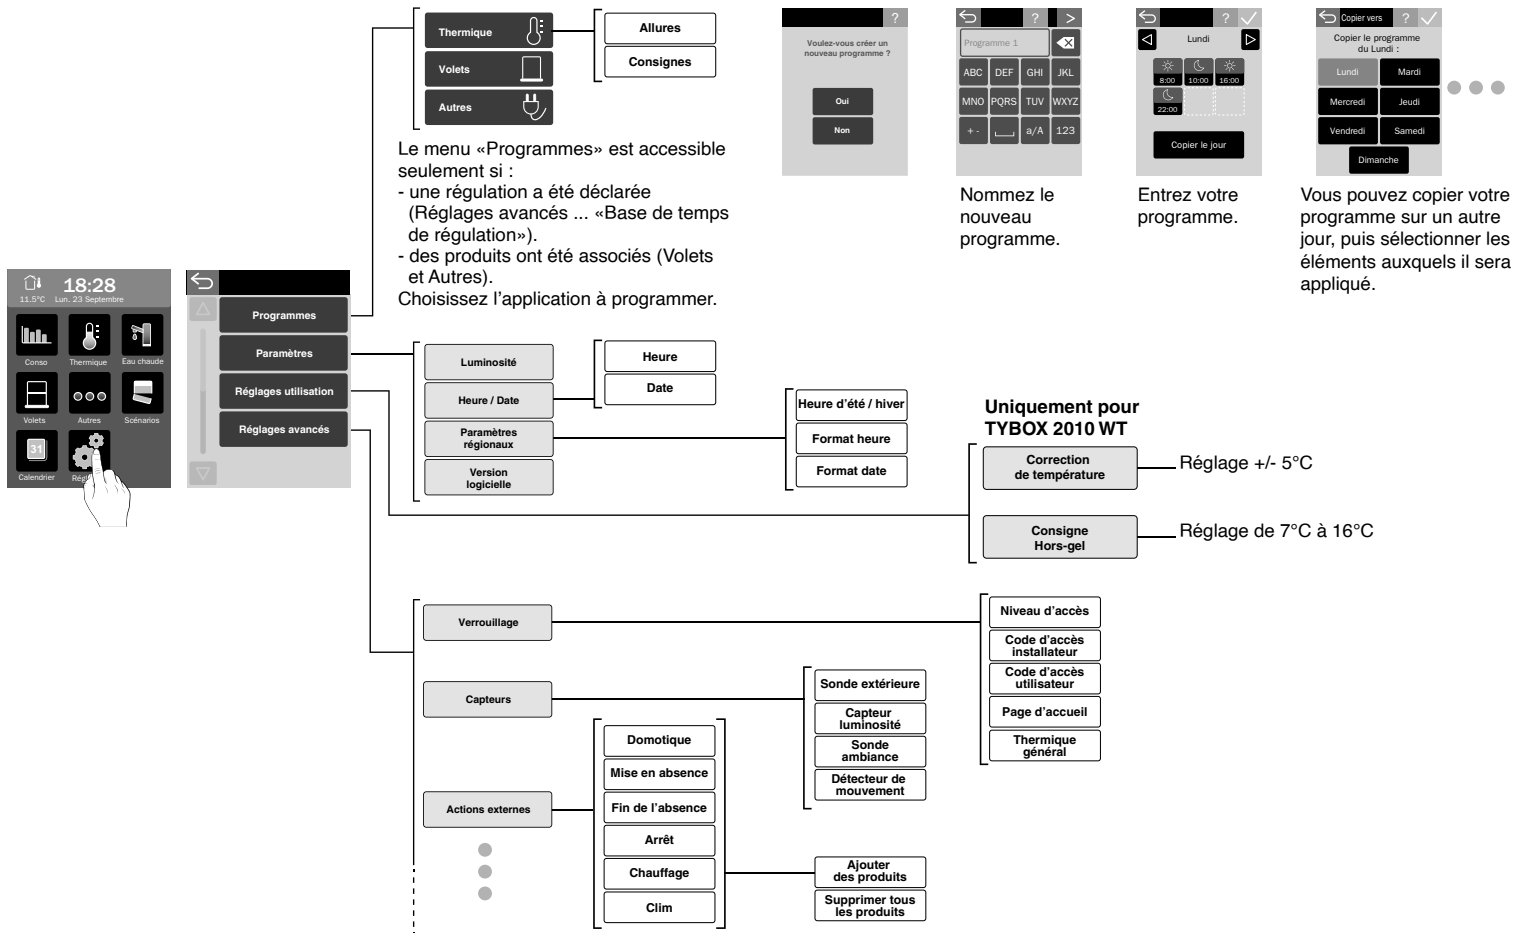 Thermique
Volets
Autres
Allures
Consignes
Le menu «Programmes» est accessible
seulement si :
- une régulation a été déclarée
(Réglages avancés ... «Base de temps
de régulation»).
- des produits ont été associés (Volets
et Autres).
Choisissez l'application à programmer.
?
Voulez-vous créer un
nouveau programme ?
Oui
Non
? >
Programme 1
ABC DEF GHI JKL
MNO PQRS TUV WXYZ
+ - a/A 123
Nommez le
nouveau
programme.
?
Lundi
8:00 10:00 16:00
22:00
Copier le jour
Entrez votre
programme.
Copier vers ?
Copier le programme
du Lundi :
Lundi Mardi
Mercredi Jeudi
Vendredi Samedi
Dimanche
Vous pouvez copier votre
programme sur un autre
jour, puis sélectionner les
éléments auxquels il sera
appliqué.
18:28
11.5°C Lun. 23 Septembre
Conso Thermique Eau chaude
Volets Autres Scénarios
31
Calendrier
Programmes
Paramètres
Réglages utilisation
Réglages avancés
Luminosité
Heure / Date
Paramètres
régionaux
Version
logicielle
Heure
Date
Heure d'été / hiver
Format heure
Format date
Uniquement pour
TYBOX 2010 WT
Correction
de température
Réglage +/- 5°C
Consigne
Hors-gel
Réglage de 7°C à 16°C
Verrouillage
Niveau d'accès
Code d'accès
installateur
Code d'accès
utilisateur
Page d'accueil
Thermique
général
Capteurs
Sonde extérieure
Capteur
luminosité
Sonde
ambiance
Détecteur de
mouvement
Actions externes
Domotique
Mise en absence
Fin de l'absence
Arrêt
Chauffage
Clim
Ajouter
des produits
Supprimer tous
les produits